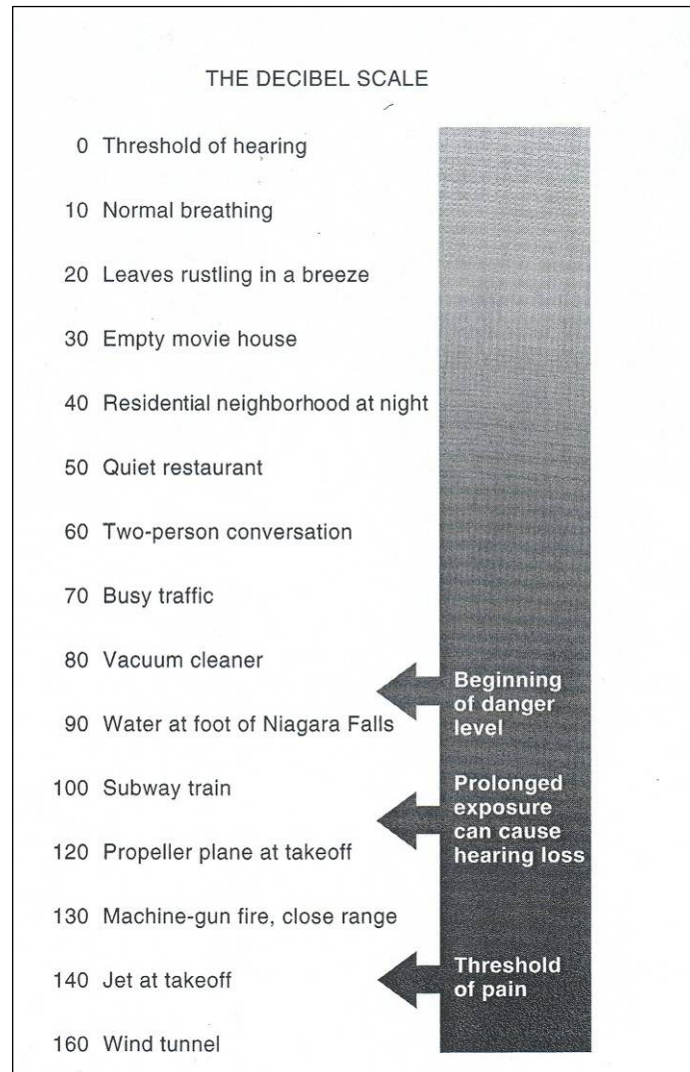 THE DECIBEL SCALE
0 Threshold of hearing
10 Normal breathing
20 Leaves rustling in a breeze
30 Empty movie house
40 Residential neighborhood at night
50 Quiet restaurant
60 Two-person conversation
70 Busy traffic
80 Vacuum cleaner
Beginning
of danger
level
90 Water at foot of Niagara Falls
100 Subway train
Prolonged
exposure
can cause
hearing loss
120 Propeller plane at takeoff
130 Machine-gun fire, close range
140 Jet at takeoff
Threshold
of pain
160 Wind tunnel